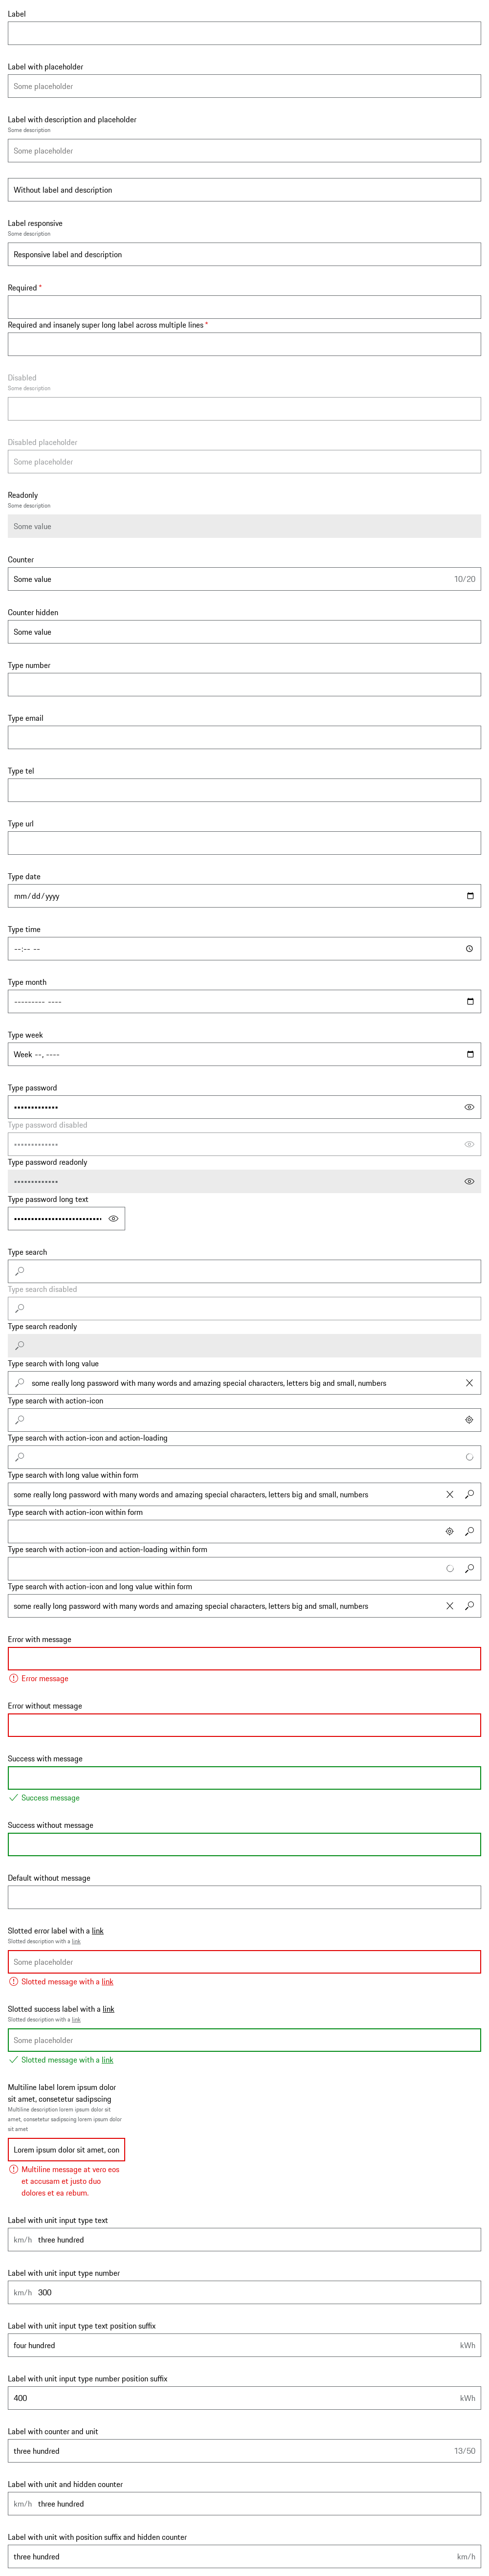 Label
Label with placeholder
Some placeholder
Label with description and placeholder
Some description
Some placeholder
Without label and description
Label responsive
Some description
Responsive label and description
Required *
Required and insanely super long label across multiple lines *
Disabled
Some description
Disabled placeholder
Some placeholder
Readonly
Some description
Some value
Counter
Some value 10/20
Counter hidden
Some value
Type number
Type email
Type tel
Type url
Type date
mm/dd/yyyy
Type time
--:-- --
Type month
--------- ----
Type week
Week --, ----
Type password
•••••••••••••
Type password disabled
•••••••••••••
Type password readonly
•••••••••••••
Type password long text
••••••••••••••••••••••••••
Type search
Type search disabled
Type search readonly
Type search with long value
some really long password with many words and amazing special characters, letters big and small, numbers
Type search with action-icon
Type search with action-icon and action-loading
Type search with long value within form
some really long password with many words and amazing special characters, letters big and small, numbers
Type search with action-icon within form
Type search with action-icon and action-loading within form
Type search with action-icon and long value within form
some really long password with many words and amazing special characters, letters big and small, numbers
Error with message
Error message
Error without message
Success with message
Success message
Success without message
Default without message
Slotted error label with a link
Slotted description with a link
Some placeholder
Slotted message with a link
Slotted success label with a link
Slotted description with a link
Some placeholder
Slotted message with a link
Multiline label lorem ipsum dolor
sit amet, consetetur sadipscing
Multiline description lorem ipsum dolor sit
amet, consetetur sadipscing lorem ipsum dolor
sit amet
Lorem ipsum dolor sit amet, con
Multiline message at vero eos
et accusam et justo duo
dolores et ea rebum.
Label with unit input type text
km/h three hundred
Label with unit input type number
km/h 300
Label with unit input type text position suffix
four hundred kWh
Label with unit input type number position suffix
400 kWh
Label with counter and unit
three hundred 13/50
Label with unit and hidden counter
km/h three hundred
Label with unit with position suffix and hidden counter
three hundred km/h